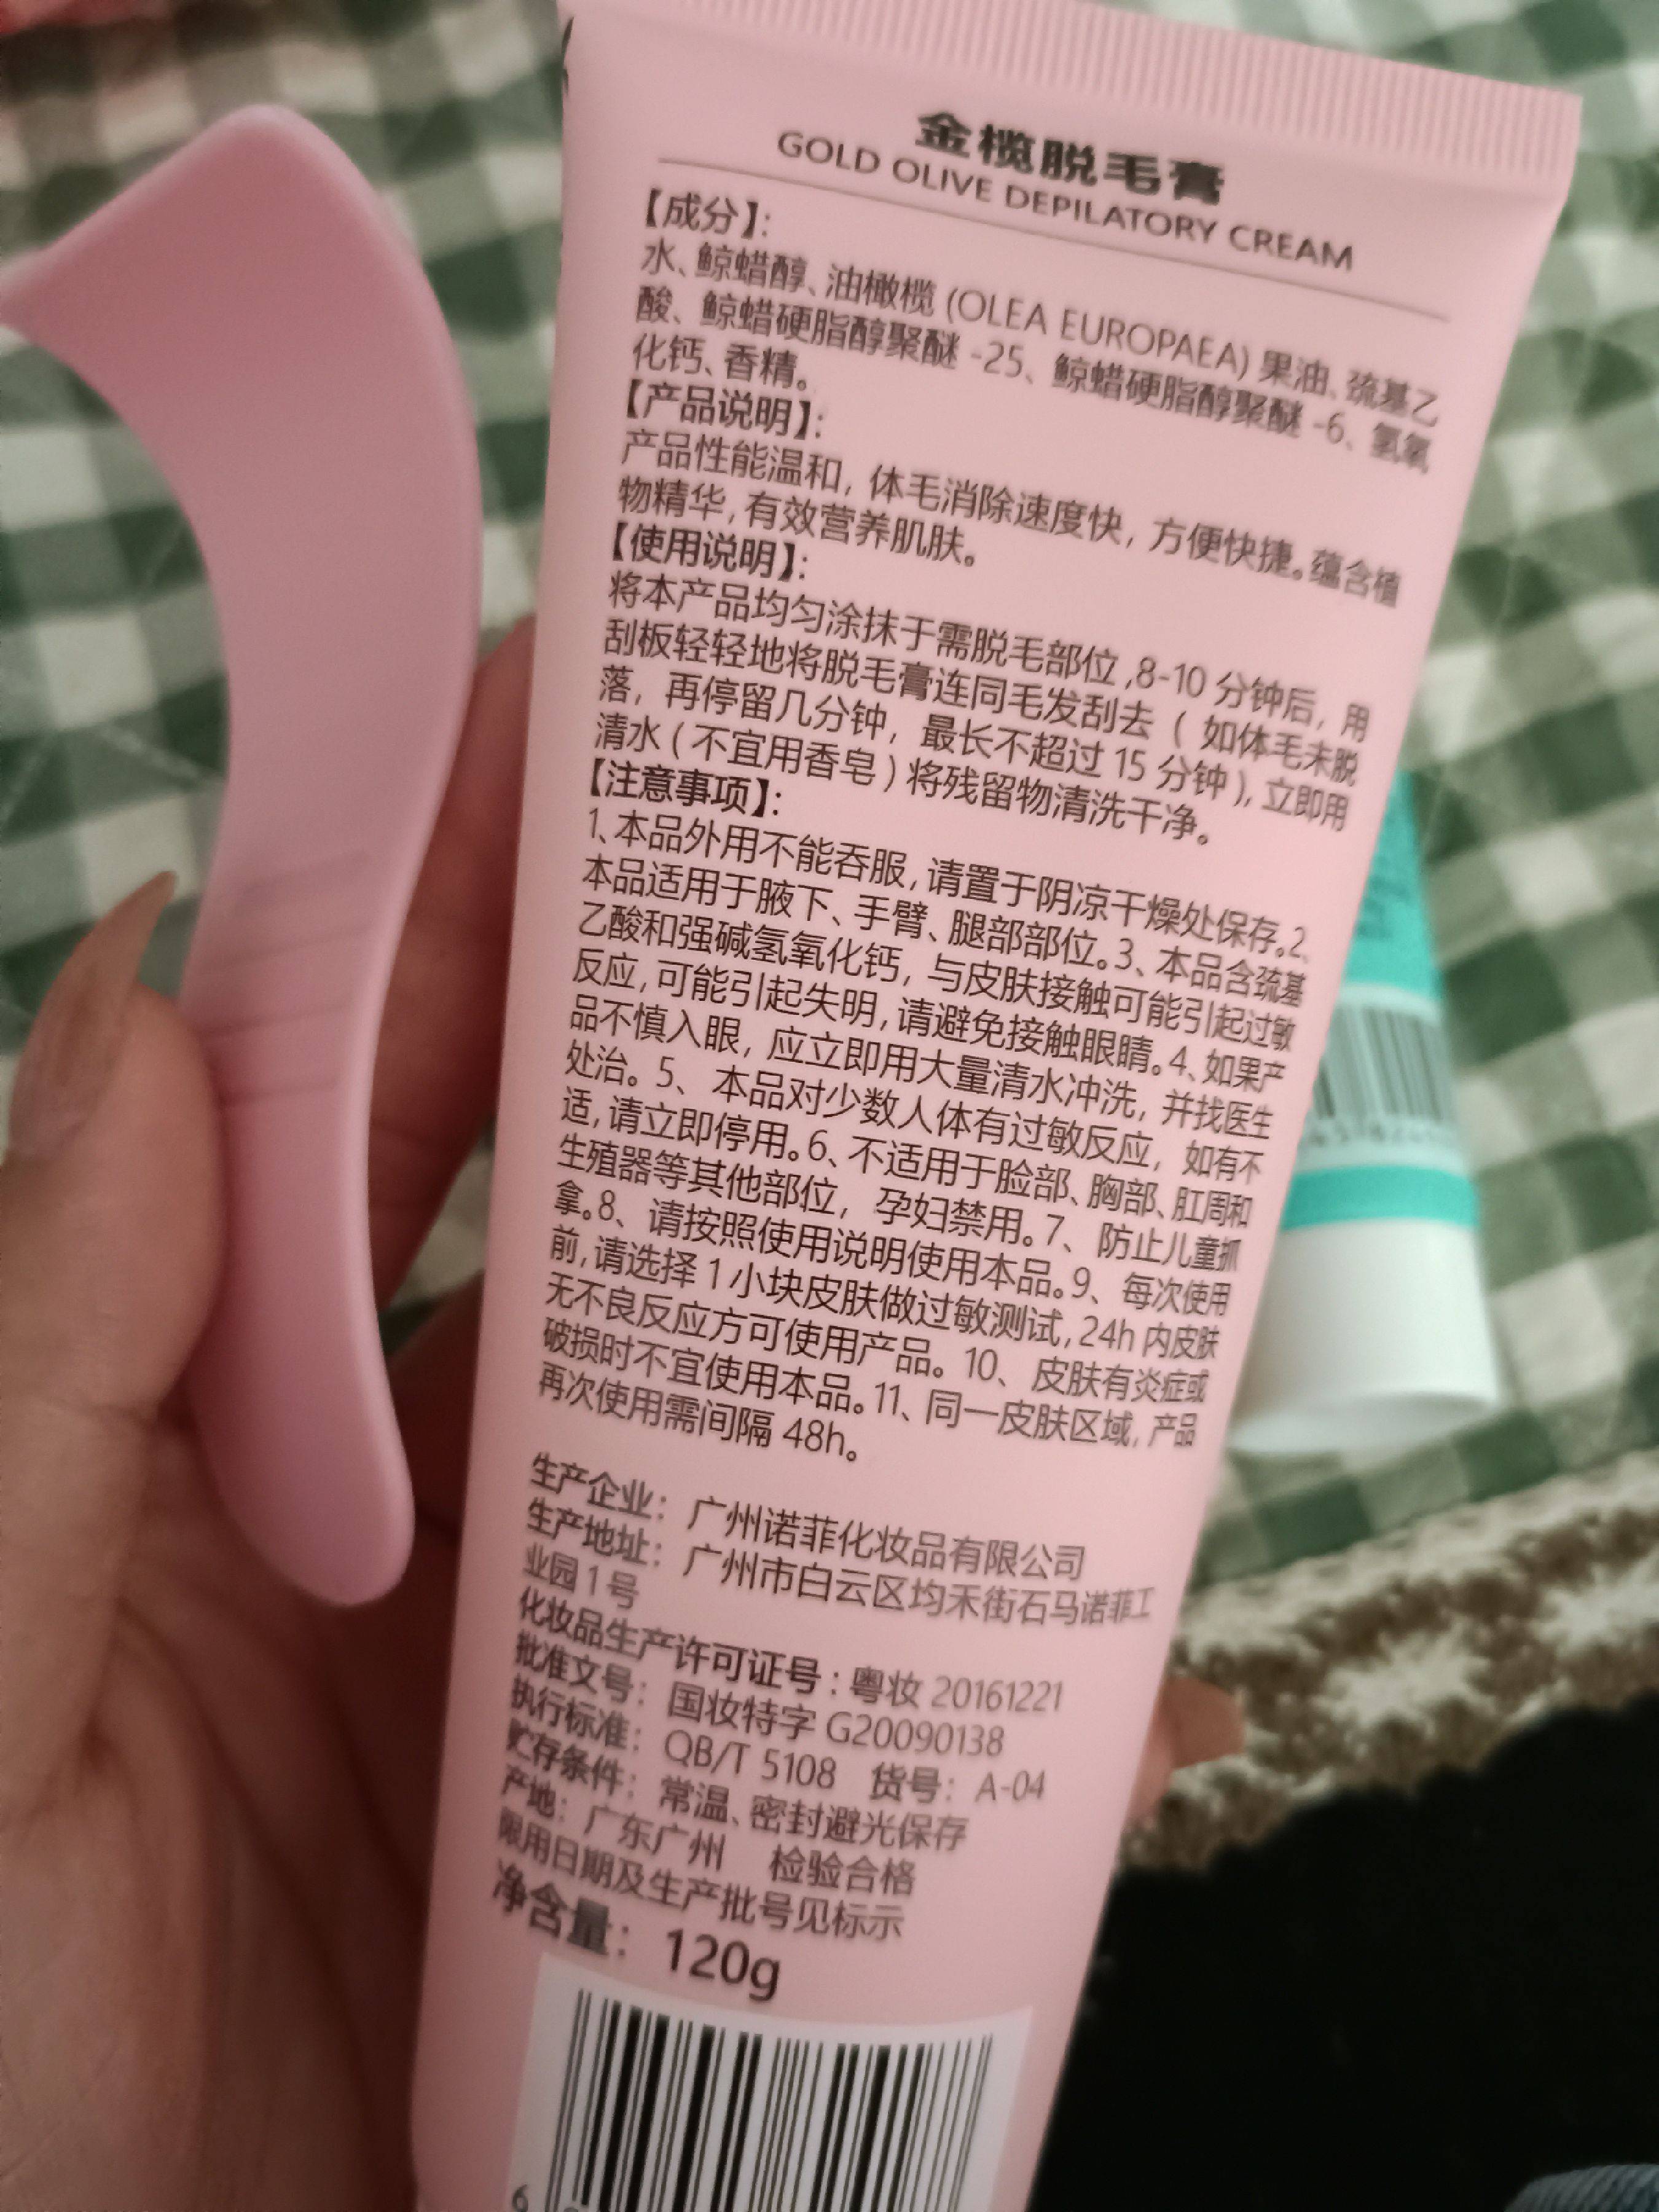 金榄脱毛膏
GOLD OLIVE DEPILATORY CREAM
【成分】：
水、鲸蜡醇、油橄榄 (OLEA EUROPAEA) 果油、巯基乙
酸、鲸蜡硬脂醇聚醚 -25、鲸蜡硬脂醇聚醚 -6、氢氧
化钙、香精。
【产品说明】：
产品性能温和，体毛消除速度快，方便快捷。蕴含植
物精华，有效营养肌肤。
【使用说明】：
将本产品均匀涂抹于需脱毛部位，8-10 分钟后，用
刮板轻轻地将脱毛膏连同毛发刮去（如体毛未脱
落，再停留几分钟，最长不超过 15 分钟），立即用
清水（不宜用香皂）将残留物清洗干净。
【注意事项】：
1、本品外用不能吞服，请置于阴凉干燥处保存。2、
本品适用于腋下、手臂、腿部部位。3、本品含巯基
乙酸和强碱氢氧化钙，与皮肤接触可能引起过敏
反应，可能引起失明，请避免接触眼睛。4、如果产
品不慎入眼，应立即用大量清水冲洗，并找医生
处治。5、本品对少数人体有过敏反应，如有不
适，请立即停用。6、不适用于脸部、胸部、肛周和
生殖器等其他部位，孕妇禁用。7、防止儿童抓
拿。8、请按照使用说明使用本品。9、每次使用
前，请选择 1 小块皮肤做过敏测试，24h 内皮肤
无不良反应方可使用产品。10、皮肤有炎症或
破损时不宜使用本品。11、同一皮肤区域，产品
再次使用需间隔 48h。
生产企业：广州诺菲化妆品有限公司
生产地址：广州市白云区均禾街石马诺菲工
业园 1 号
化妆品生产许可证号：粤妆 20161221
批准文号：国妆特字 G20090138
执行标准：QB/T 5108 货号：A-04
贮存条件：常温、密封避光保存
产地：广东广州 检验合格
限用日期及生产批号见标示
净含量：120g
6